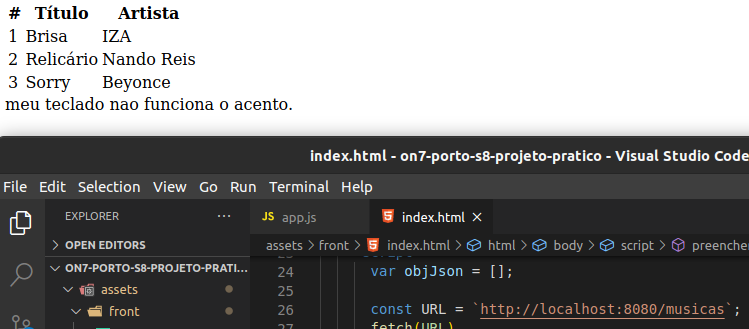 # Título Artista
1 Brisa IZA
2 Relicário Nando Reis
3 Sorry Beyonce
meu teclado nao funciona o acento.
index.html - on7-porto-s8-projeto-pratico - Visual Studio Code
File Edit Selection View Go Run Terminal Help
EXPLORER ··· JS app.js index.html ×
OPEN EDITORS assets > front > index.html > html > body > script > preencher
ON7-PORTO-S8-PROJETO-PRATI...
assets
front
24 var objJson = [];
25
26 const URL = `http://localhost:8080/musicas`;
27 fetch(URL)